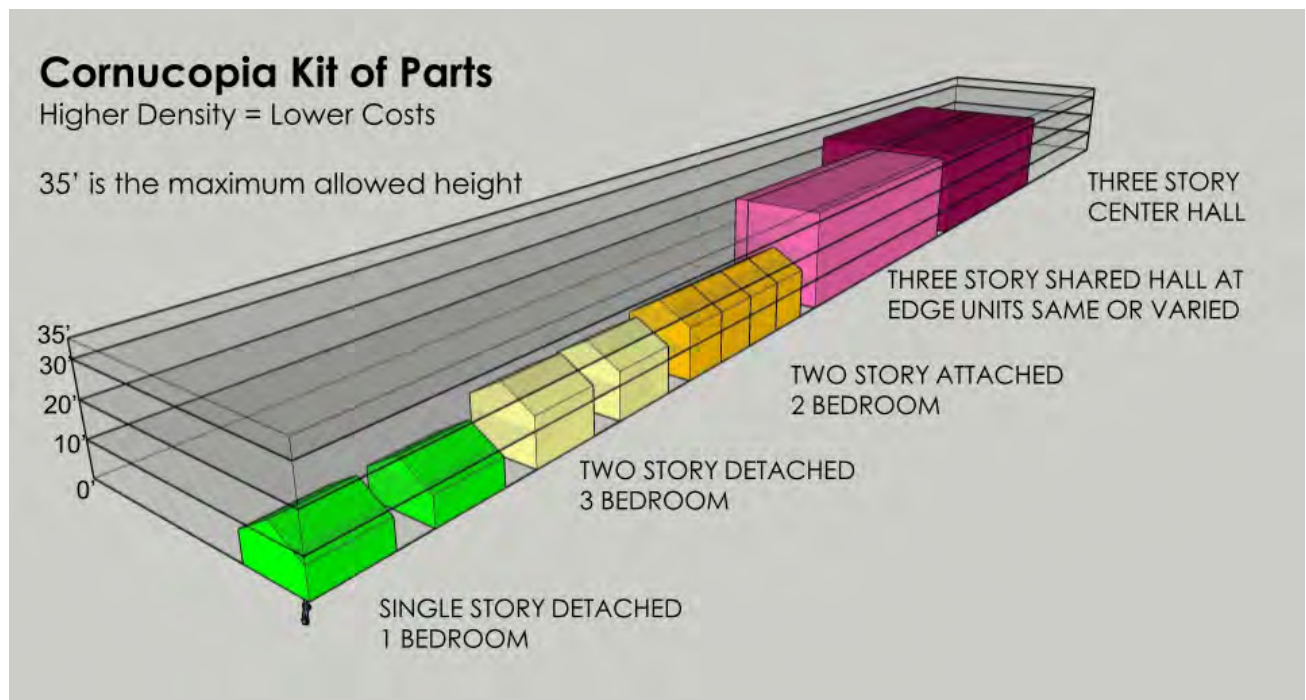 Cornucopia Kit of Parts
Higher Density = Lower Costs
35' is the maximum allowed height
THREE STORY
CENTER HALL
THREE STORY SHARED HALL AT
EDGE UNITS SAME OR VARIED
35'
30'
20'
10'
0'
TWO STORY ATTACHED
2 BEDROOM
TWO STORY DETACHED
3 BEDROOM
SINGLE STORY DETACHED
1 BEDROOM